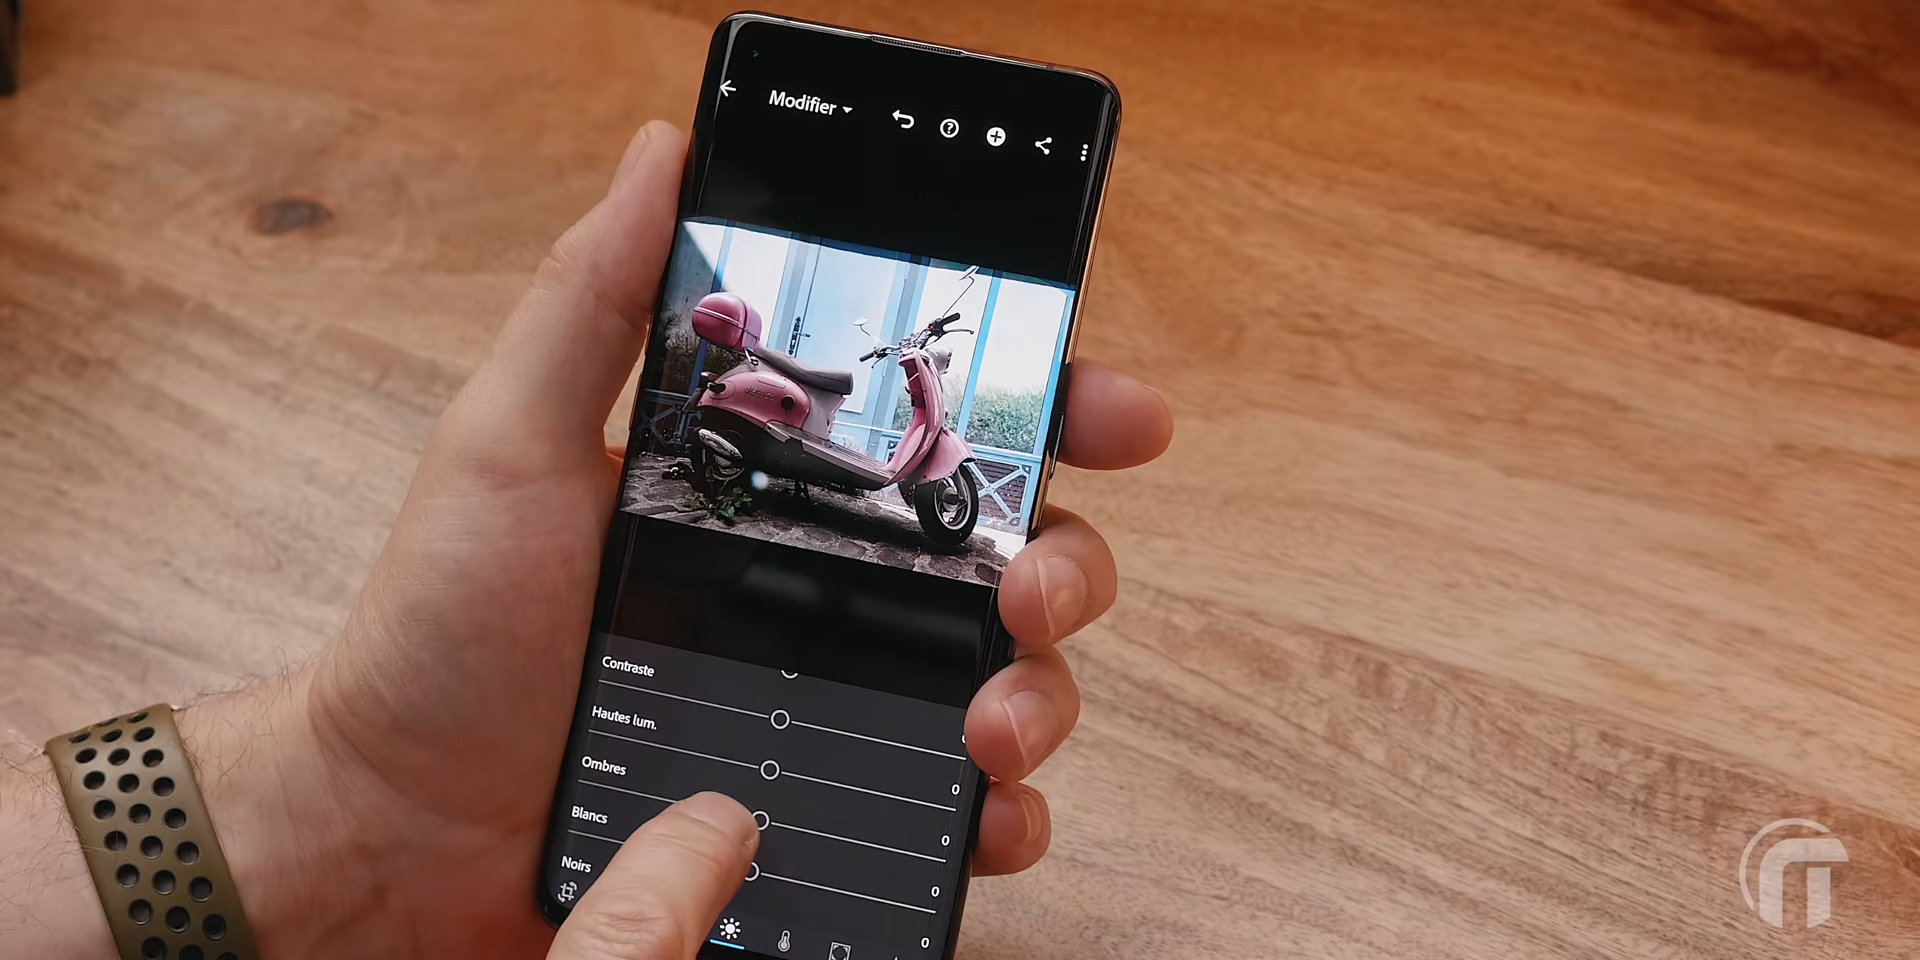 Modifier
Contraste
Hautes lum.
0
Ombres
0
Blancs
0
Noirs
0